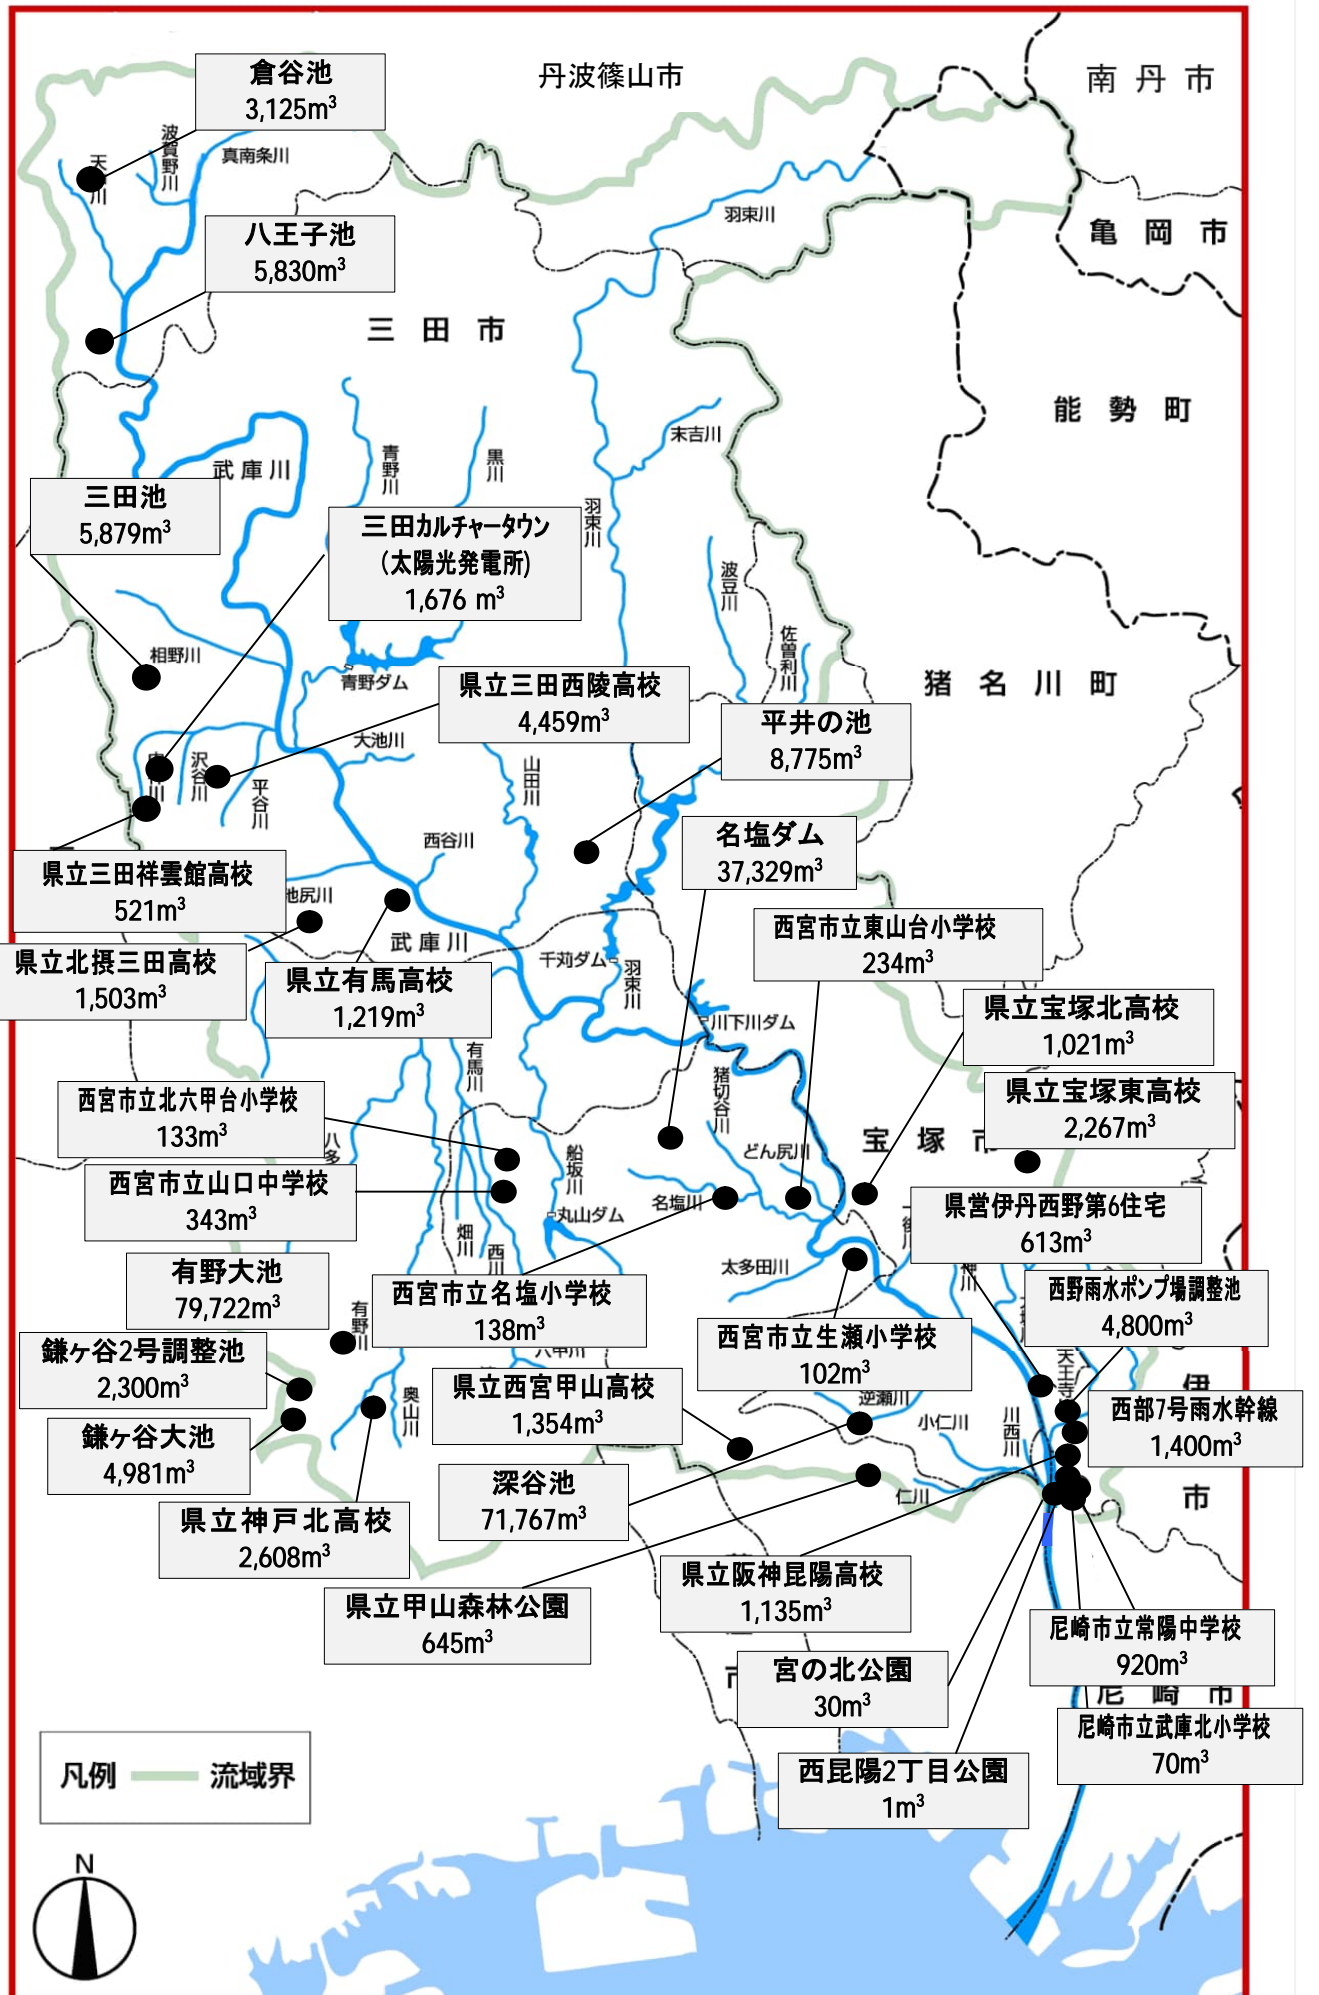 倉谷池
3,125m³
丹波篠山市
南丹市
波賀野川
真南条川
天
川
八王子池
5,830m³
羽束川
亀岡市
三田市
能勢町
末吉川
武庫川
青野川
黒川
三田池
5,879m³
三田カルチャータウン
(太陽光発電所)
1,676 m³
羽束川
波豆川
佐曽利川
相野川
青野ダム
猪名川町
県立三田西陵高校
4,459m³
平井の池
8,775m³
大池川
沢谷川
平谷川
山田川
川
西谷川
名塩ダム
37,329m³
県立三田祥雲館高校
521m³
池尻川
西宮市立東山台小学校
234m³
武庫川
千苅ダム
羽束川
県立北摂三田高校
1,503m³
県立有馬高校
1,219m³
県立宝塚北高校
1,021m³
川下川ダム
有馬川
猪切谷川
県立宝塚東高校
2,267m³
西宮市立北六甲台小学校
133m³
八多
船坂川
どん尻川
宝塚市
西宮市立山口中学校
343m³
名塩川
丸山ダム
畑川
西川
県営伊丹西野第6住宅
613m³
有野大池
79,722m³
太多田川
川
西宮市立名塩小学校
138m³
西野雨水ポンプ場調整池
4,800m³
有野川
西宮市立生瀬小学校
102m³
鎌ヶ谷2号調整池
2,300m³
六甲川
天王寺
県立西宮甲山高校
1,354m³
伊
奥山川
逆瀬川
小仁川
川西川
西部7号雨水幹線
1,400m³
鎌ヶ谷大池
4,981m³
深谷池
71,767m³
仁川
市
県立神戸北高校
2,608m³
県立阪神昆陽高校
1,135m³
県立甲山森林公園
645m³
尼崎市立常陽中学校
920m³
宮の北公園
30m³
市
尼崎市
尼崎市立武庫北小学校
70m³
西昆陽2丁目公園
1m³
凡例 流域界
N